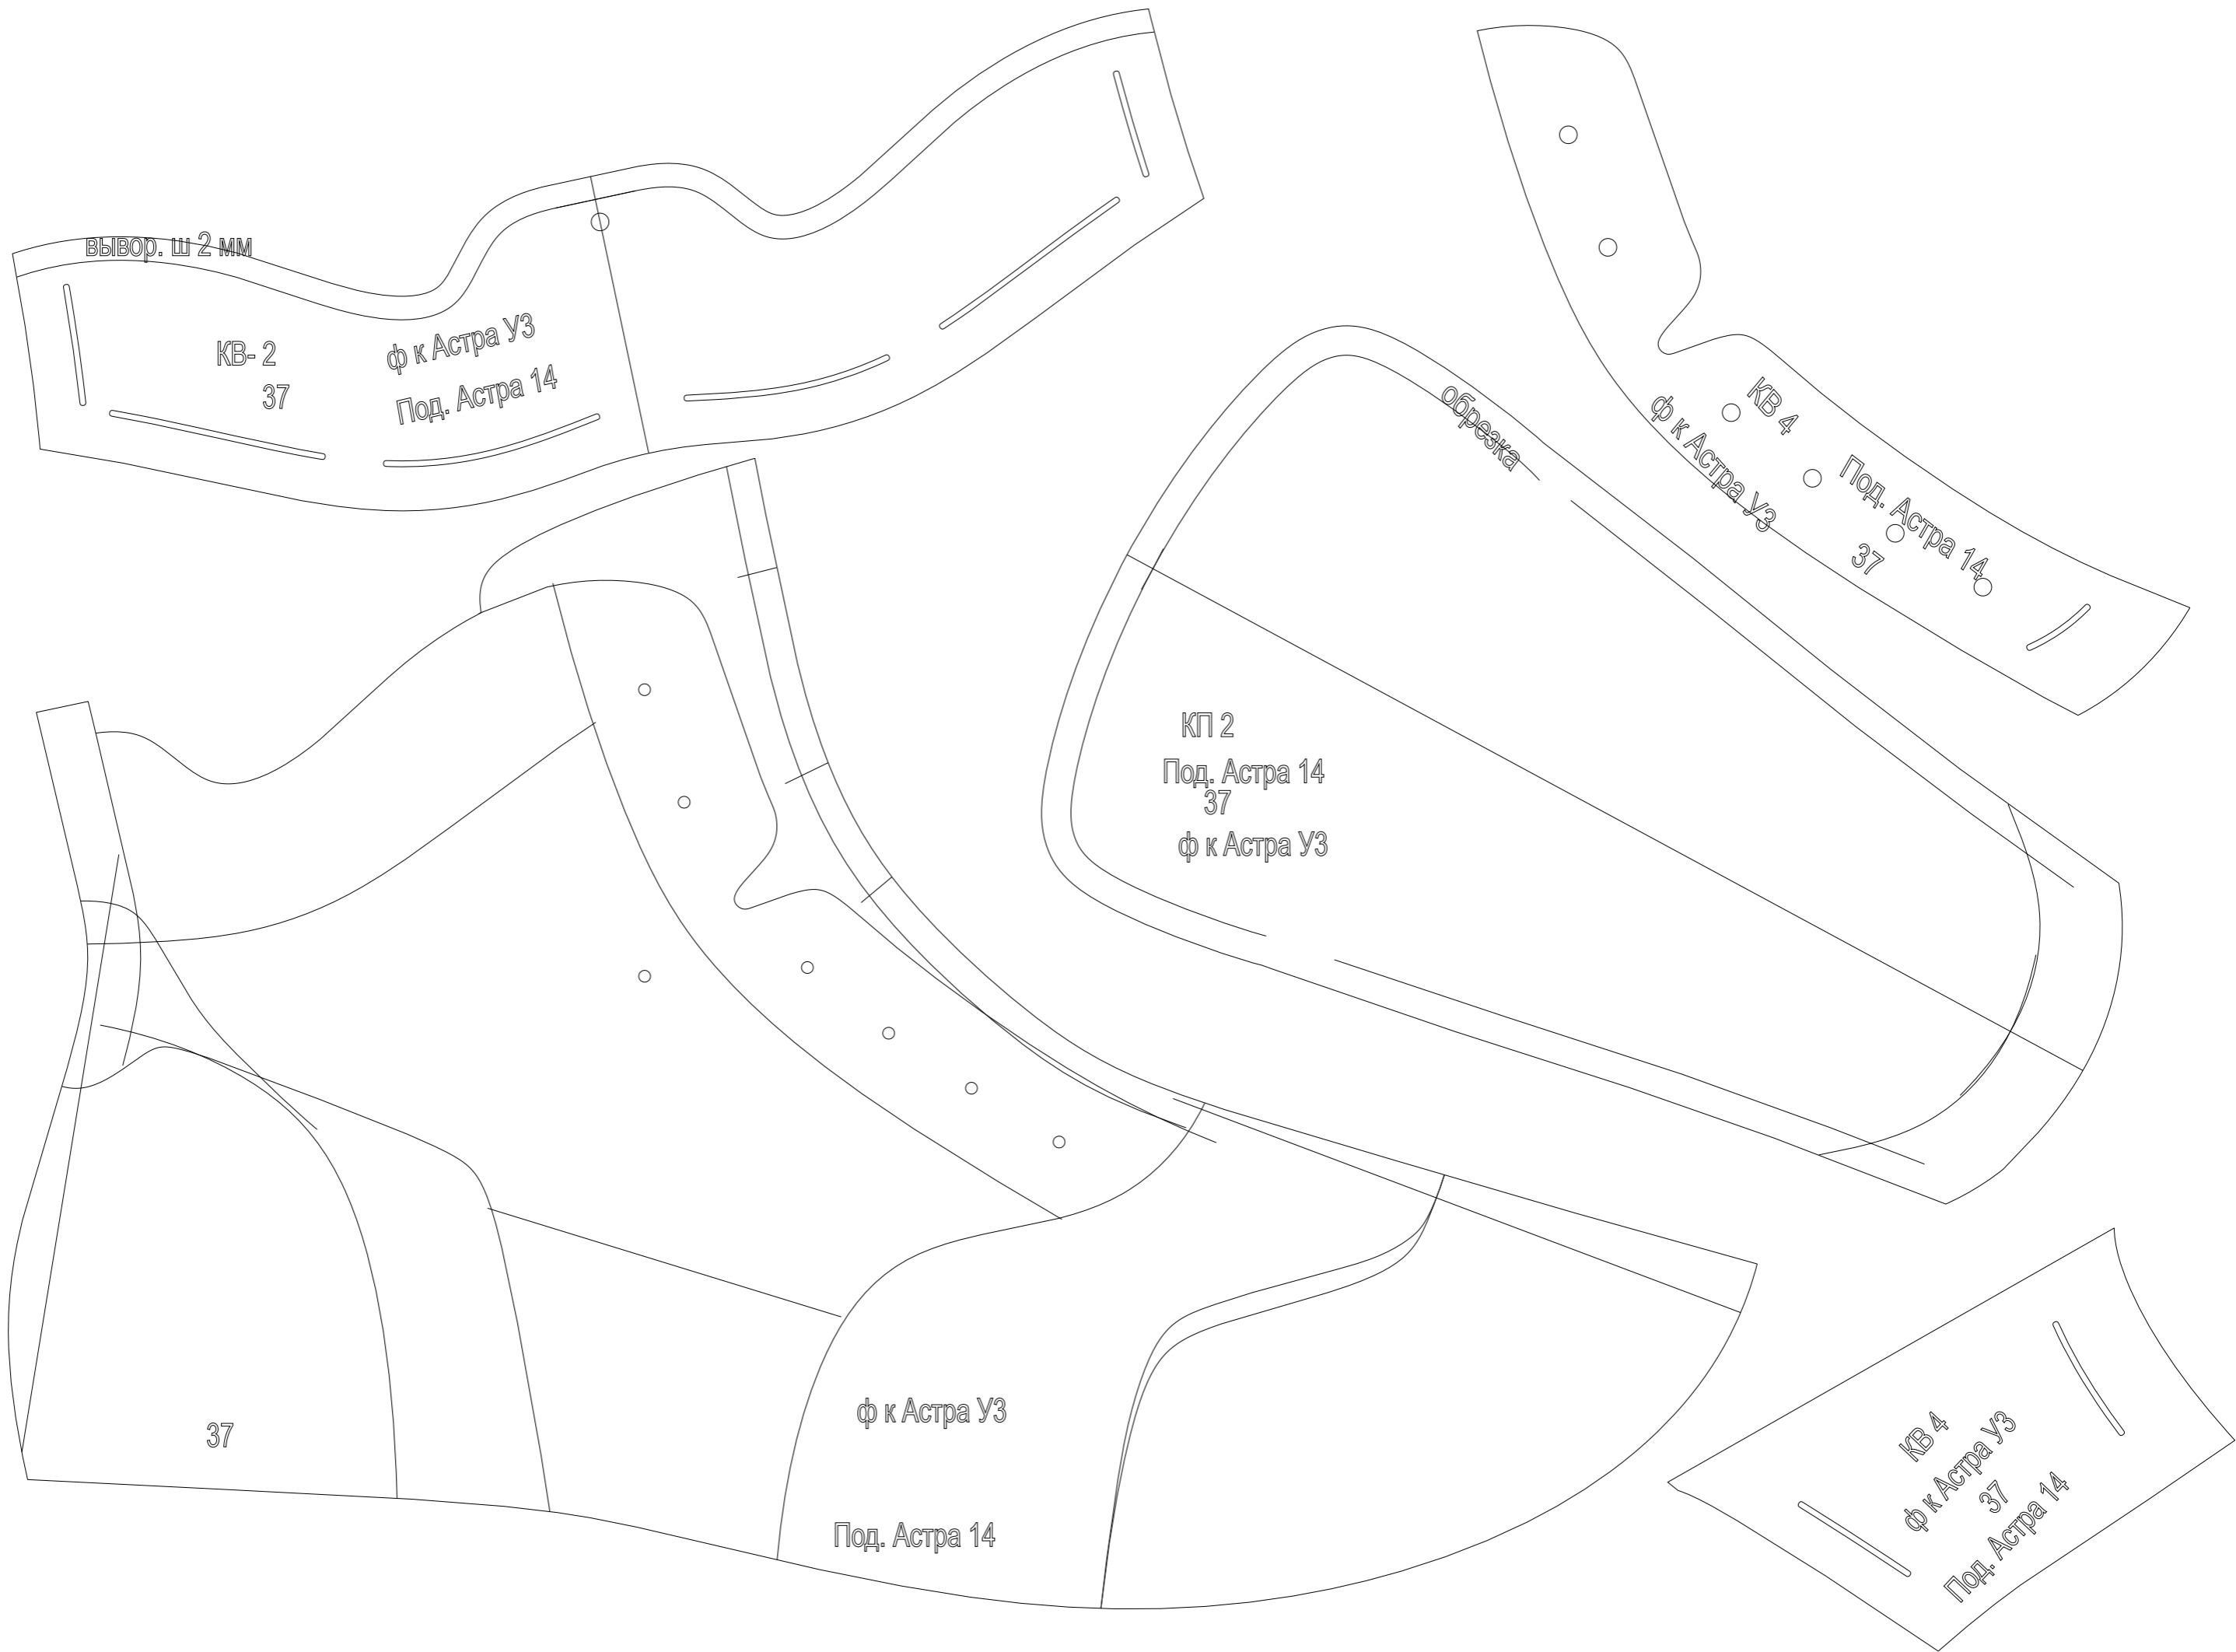 вывор. ш 2 мм
КВ- 2
37
ф к Астра У3
Под. Астра 14
обрезка
КВ 4
ф к Астра У3
Под. Астра 14
37
КП 2
Под. Астра 14
37
ф к Астра У3
37
ф к Астра У3
Под. Астра 14
КВ 4
ф к Астра У3
37
Под. Астра 14